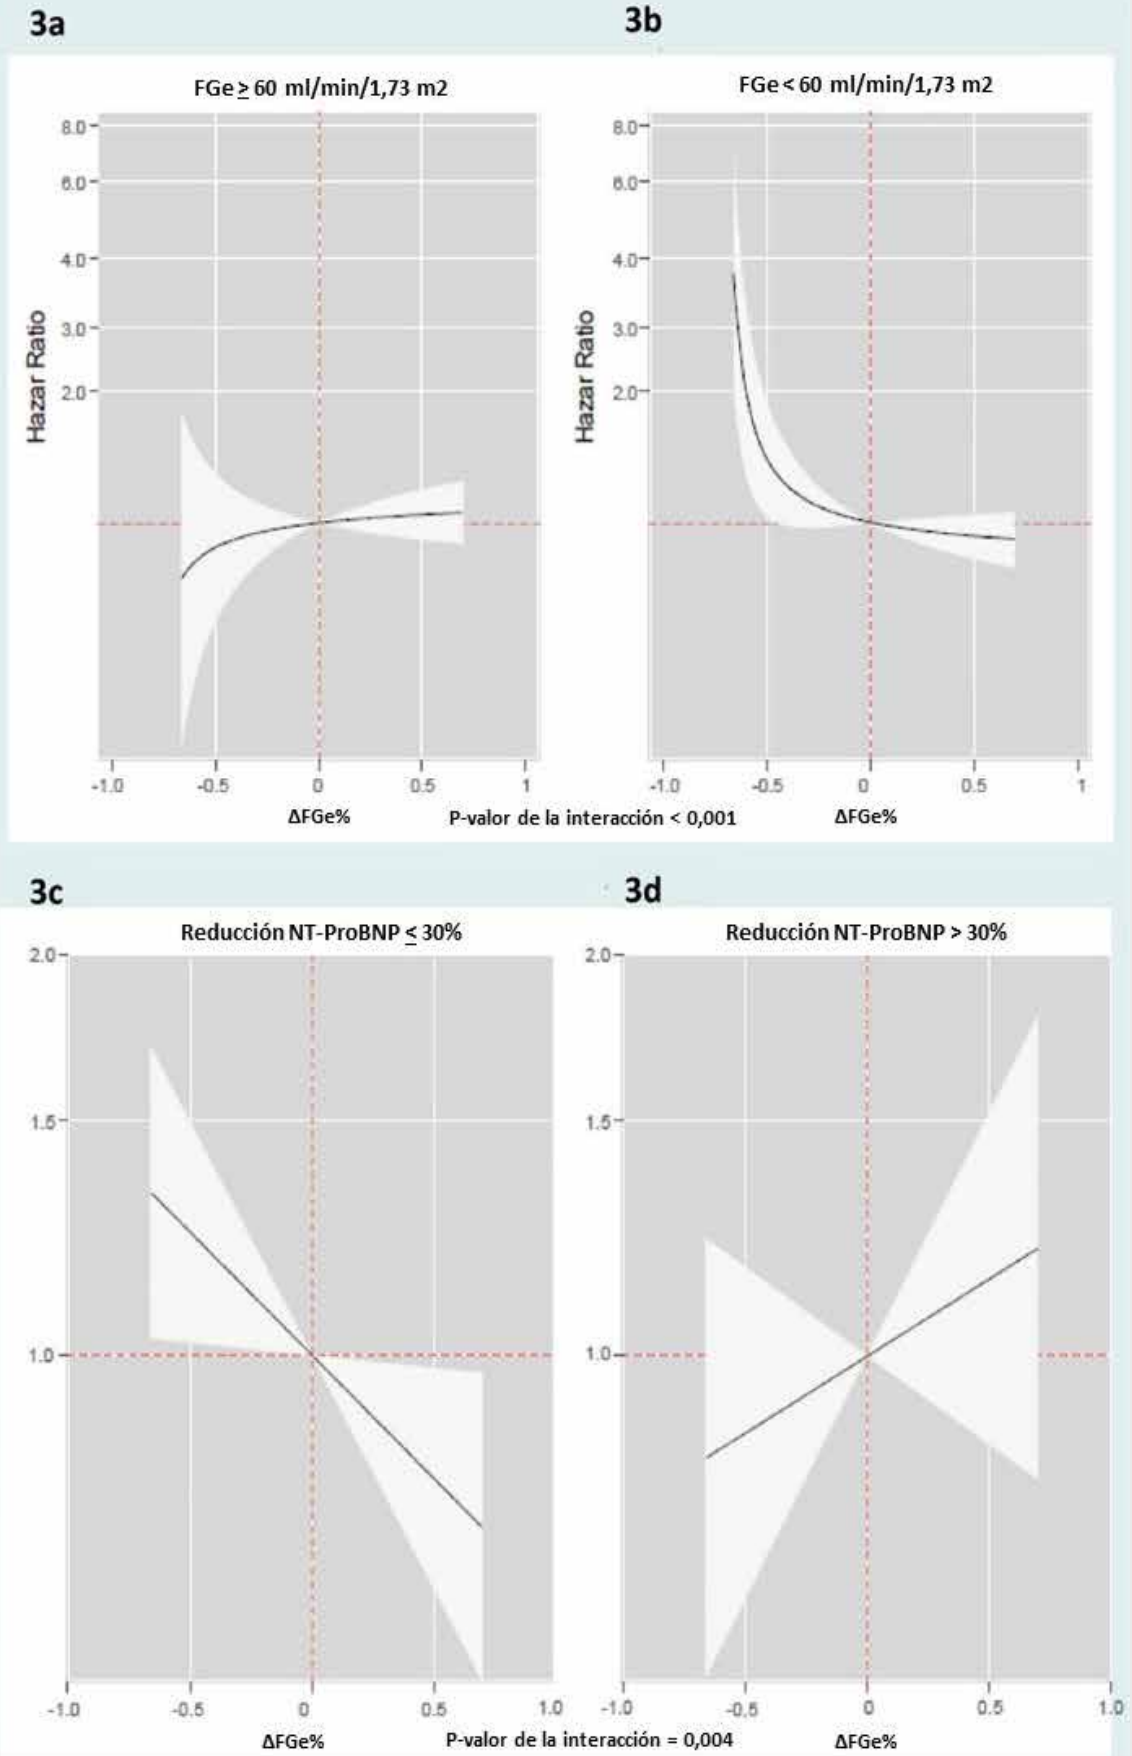 3a
3b
FGe ≥ 60 ml/min/1,73 m2
FGe < 60 ml/min/1,73 m2
8.0
6.0
4.0
3.0
2.0
Hazar Ratio
8.0
6.0
4.0
3.0
2.0
Hazar Ratio
-1.0 -0.5 0 0.5 1
-1.0 -0.5 0 0.5 1
ΔFGe%
P-valor de la interacción < 0,001
ΔFGe%
3c
3d
Reducción NT-ProBNP ≤ 30%
Reducción NT-ProBNP > 30%
2.0
1.5
1.0
2.0
1.5
1.0
-1.0 -0.5 0 0.5 1.0
-1.0 -0.5 0 0.5 1.0
ΔFGe%
P-valor de la interacción = 0,004
ΔFGe%